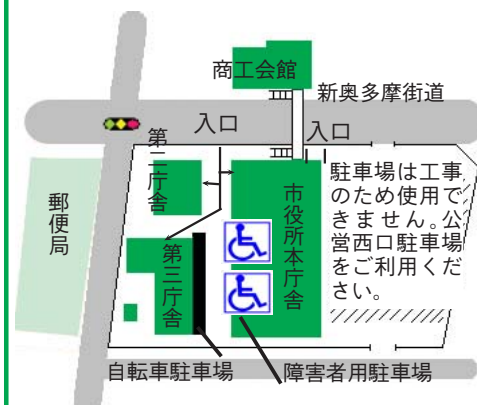 商工会館
新奥多摩街道
入口
入口
第二庁舎
郵便局
第三庁舎
市役所本庁舎
駐車場は工事
のため使用で
きません。公
営西口駐車場
をご利用くだ
さい。
自転車駐車場
障害者用駐車場